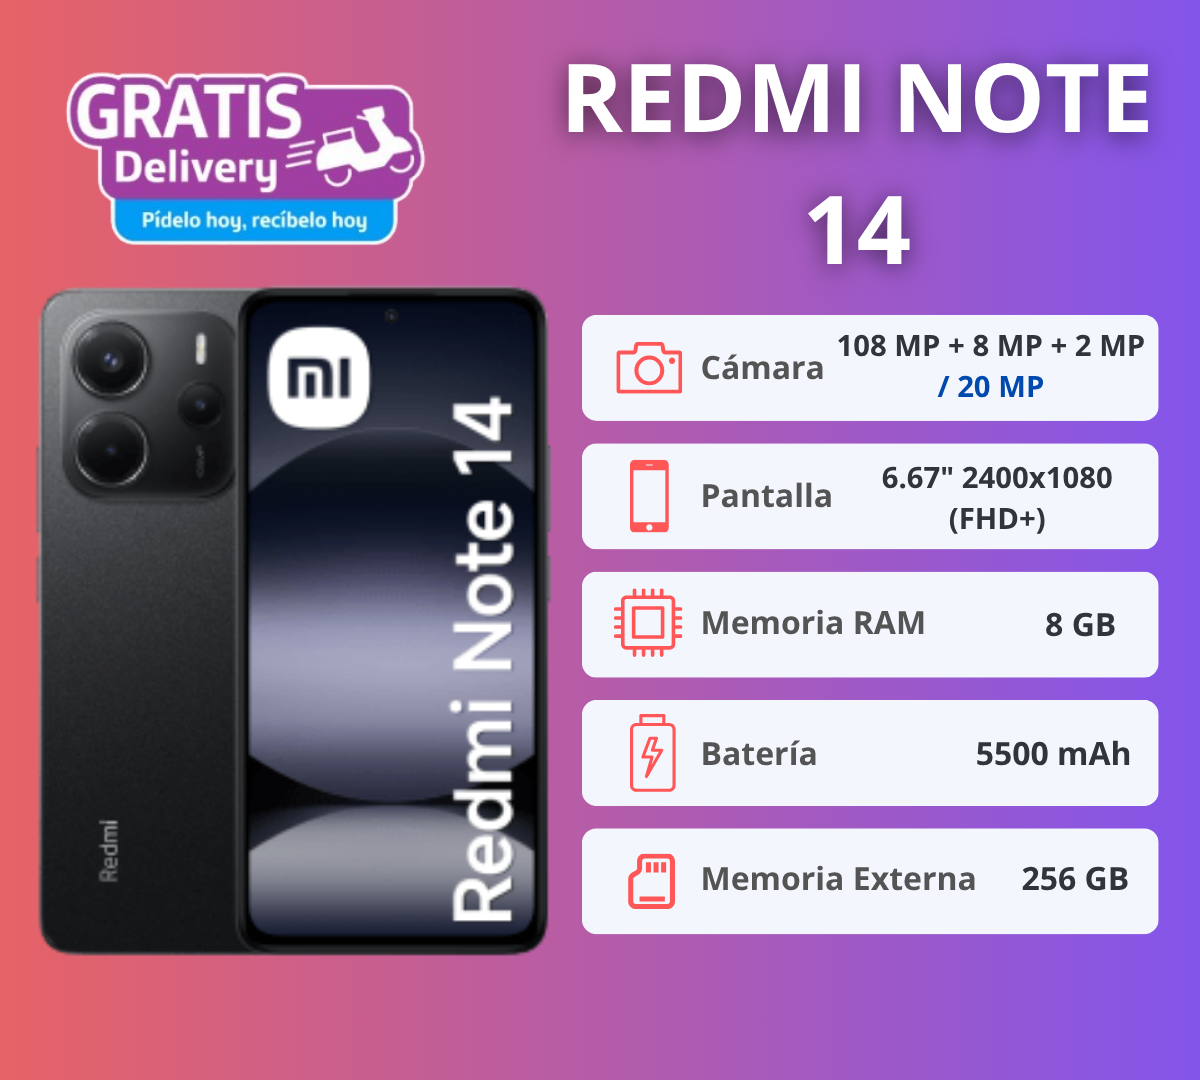 GRATIS
Delivery
Pídelo hoy, recíbelo hoy
REDMI NOTE
14
Redmi
Redmi Note 14
Cámara
108 MP + 8 MP + 2 MP
/ 20 MP
Pantalla
6.67" 2400x1080
(FHD+)
Memoria RAM
8 GB
Batería
5500 mAh
Memoria Externa
256 GB